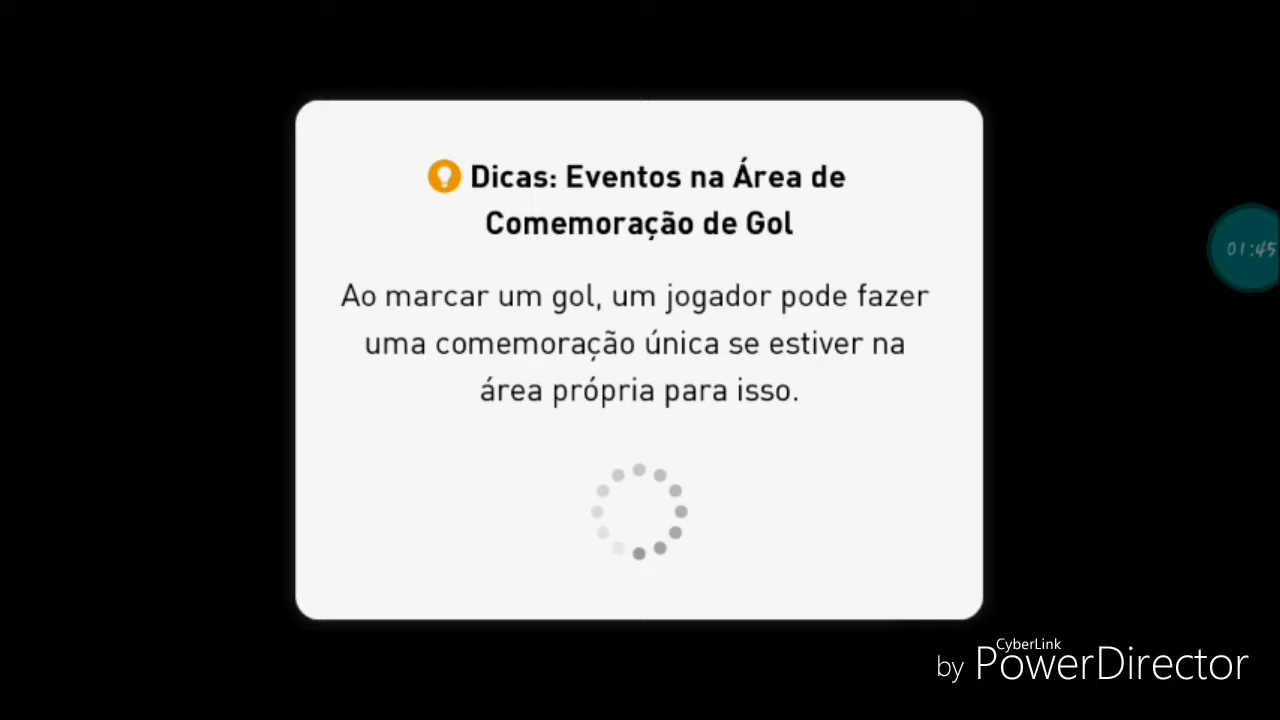 Dicas: Eventos na Área de
Comemoração de Gol
Ao marcar um gol, um jogador pode fazer
uma comemoração única se estiver na
área própria para isso.
01:45
CyberLink
by PowerDirector